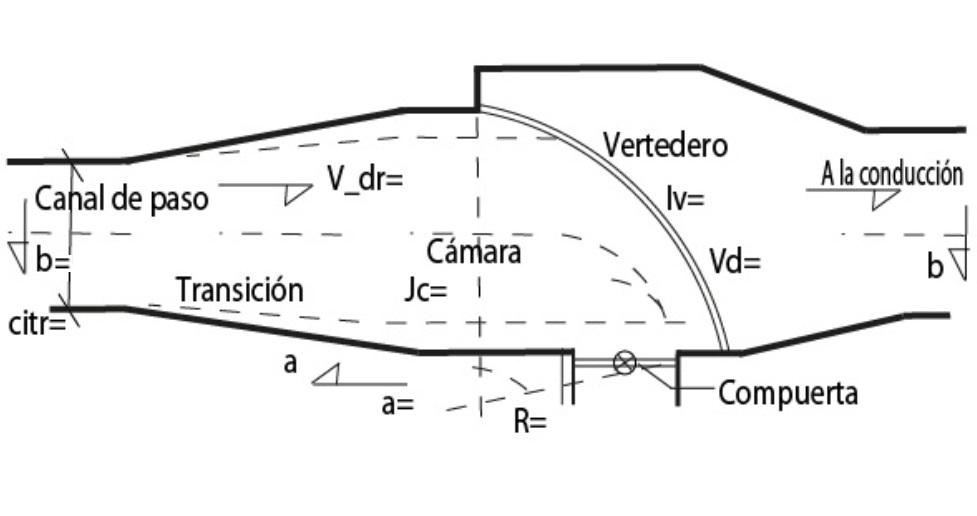 Vertedero
A la conducción
V_dr=
Canal de paso
lv=
Cámara
Vd=
b=
b
Transición
Jc=
citr=
a
a=
Compuerta
R=